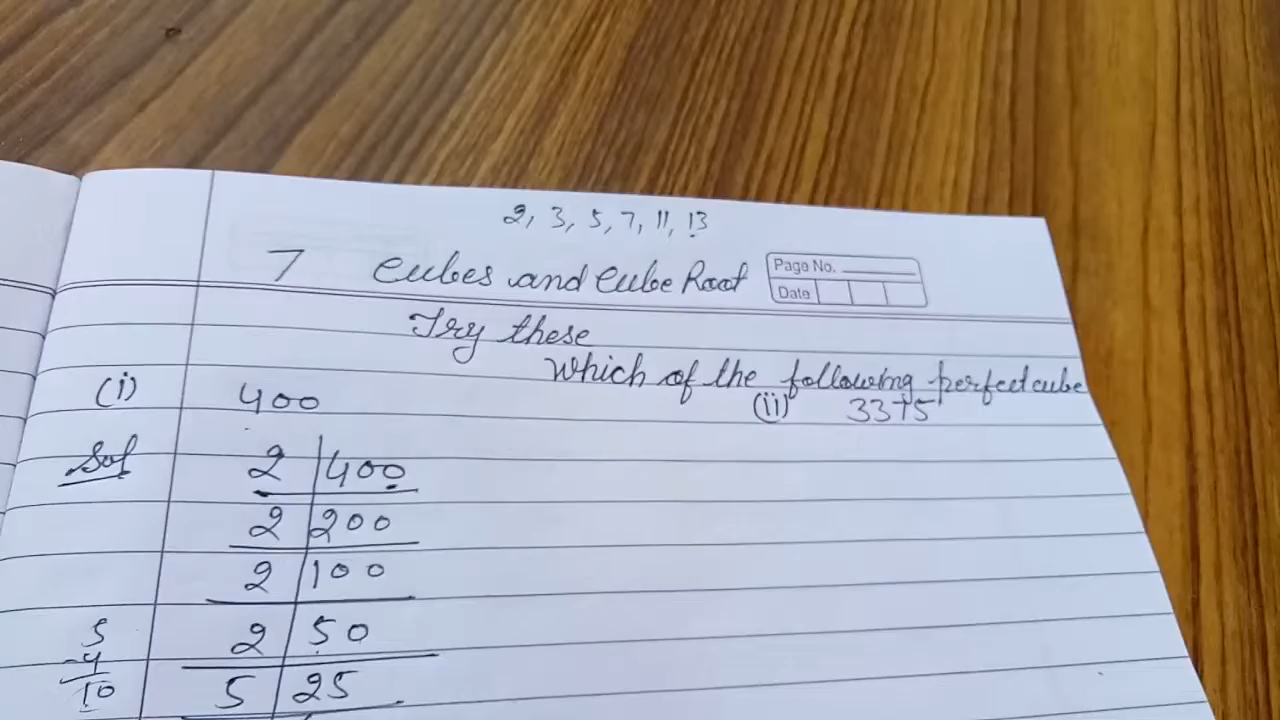 2, 3, 5, 7, 11, 13
7 Cubes and Cube Root
Page No.
Date
Try these
Which of the following perfect cube
(i) 400
(ii) 3375
Sol
2 | 400
2 | 200
2 | 100
2 | 50
5 | 25
5
-4
10